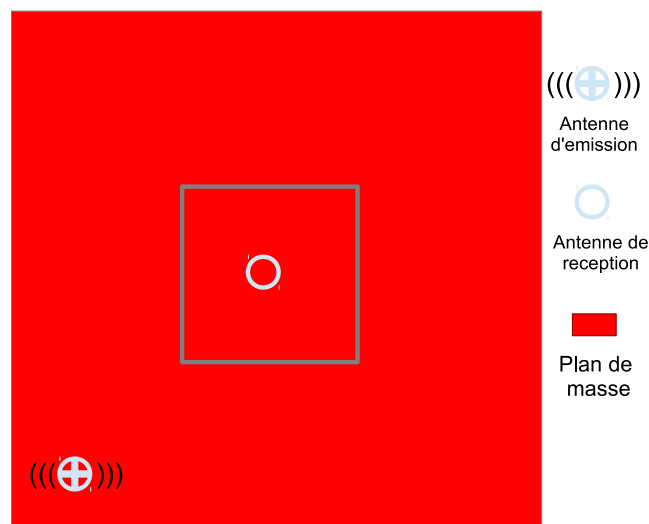 ((( )))
Antenne
d'emission
Antenne de
reception
Plan de
masse
((( )))